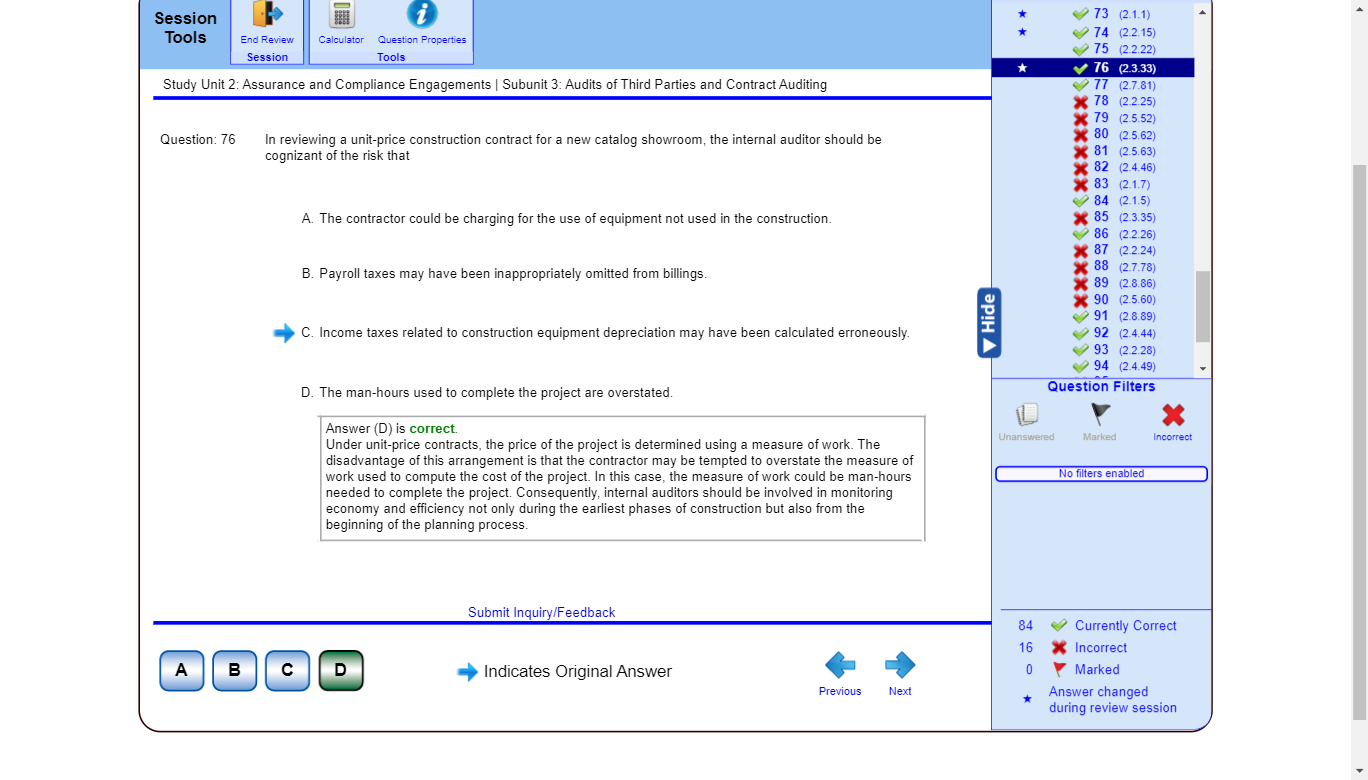 Session
Tools
End Review
Session
Calculator
Question Properties
Tools
Study Unit 2: Assurance and Compliance Engagements | Subunit 3: Audits of Third Parties and Contract Auditing
Question: 76
In reviewing a unit-price construction contract for a new catalog showroom, the internal auditor should be
cognizant of the risk that
A. The contractor could be charging for the use of equipment not used in the construction.
B. Payroll taxes may have been inappropriately omitted from billings.
C. Income taxes related to construction equipment depreciation may have been calculated erroneously.
D. The man-hours used to complete the project are overstated.
Answer (D) is correct.
Under unit-price contracts, the price of the project is determined using a measure of work. The
disadvantage of this arrangement is that the contractor may be tempted to overstate the measure of
work used to compute the cost of the project. In this case, the measure of work could be man-hours
needed to complete the project. Consequently, internal auditors should be involved in monitoring
economy and efficiency not only during the earliest phases of construction but also from the
beginning of the planning process.
Submit Inquiry/Feedback
A B C D
Indicates Original Answer
Previous
Next
Hide
73 (2.1.1)
74 (2.2.15)
75 (2.2.22)
76 (2.3.33)
77 (2.7.81)
78 (2.2.25)
79 (2.5.52)
80 (2.5.62)
81 (2.5.63)
82 (2.4.46)
83 (2.1.7)
84 (2.1.5)
85 (2.3.35)
86 (2.2.26)
87 (2.2.24)
88 (2.7.78)
89 (2.8.86)
90 (2.5.60)
91 (2.8.89)
92 (2.4.44)
93 (2.2.28)
94 (2.4.49)
Question Filters
Unanswered
Marked
Incorrect
No filters enabled
84 Currently Correct
16 Incorrect
0 Marked
Answer changed
during review session